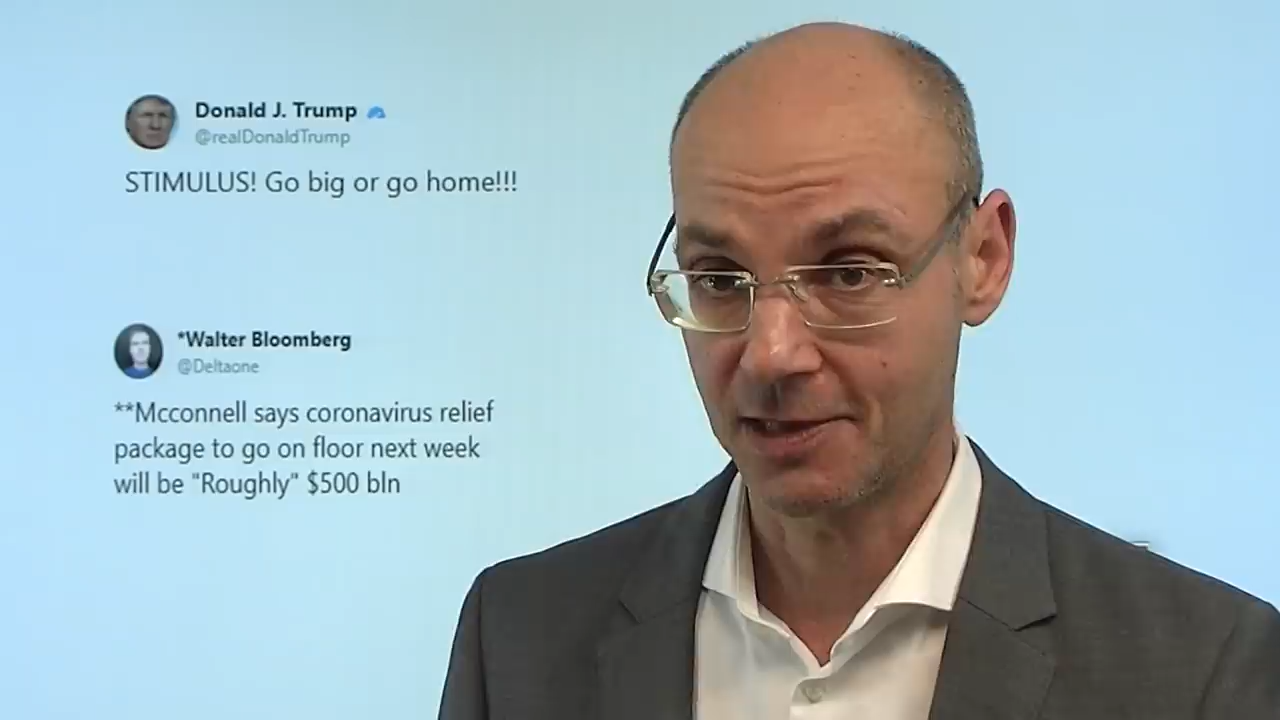 Donald J. Trump
@realDonaldTrump
STIMULUS! Go big or go home!!!
*Walter Bloomberg
@Deltaone
**Mcconnell says coronavirus relief
package to go on floor next week
will be "Roughly" $500 bln